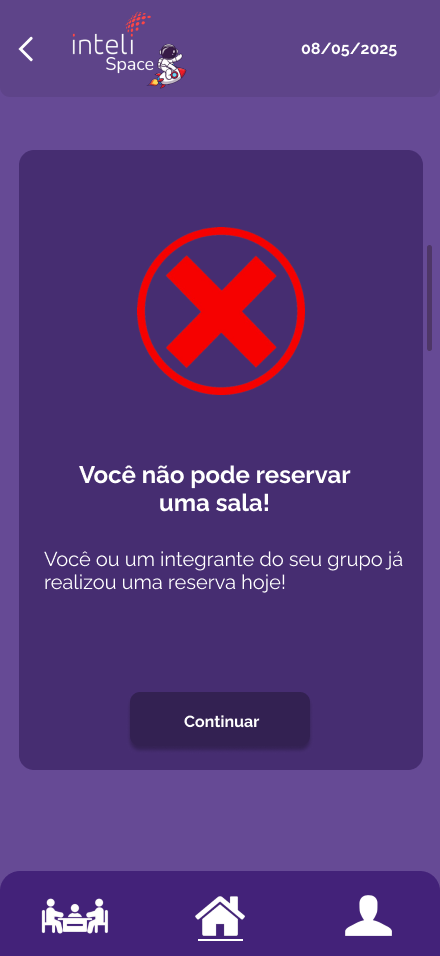 inteli
Space
08/05/2025
Você não pode reservar
uma sala!
Você ou um integrante do seu grupo já
realizou uma reserva hoje!
Continuar